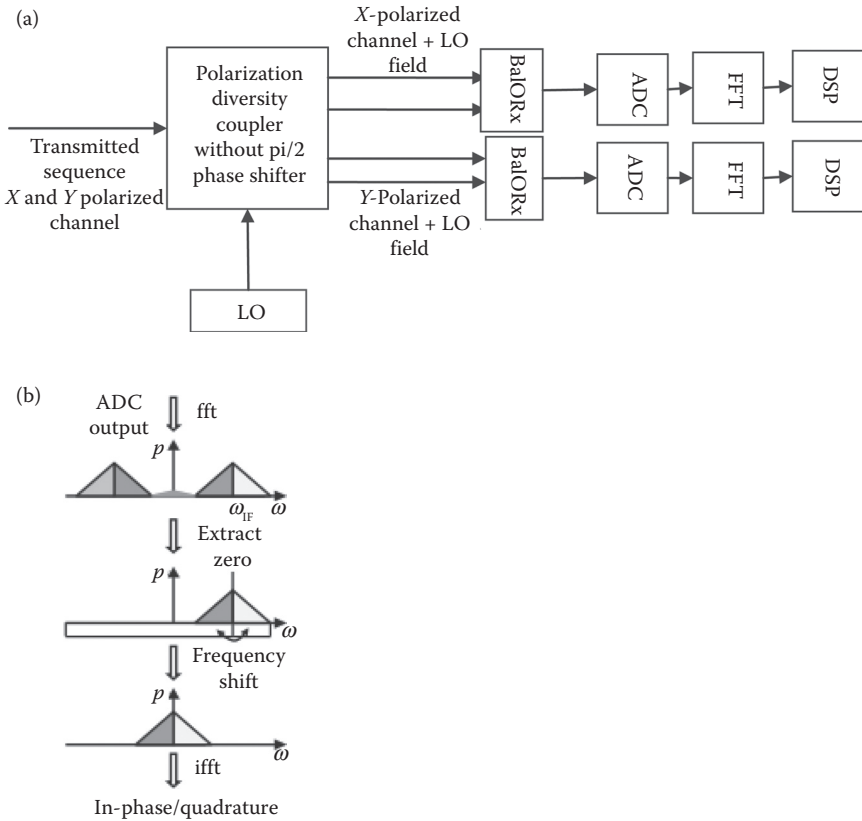 (a)
X-polarized
channel + LO
field
Polarization
diversity
coupler
without pi/2
phase shifter
BalORx
ADC
FFT
DSP
BalORx
ADC
FFT
DSP
Transmitted
sequence
X and Y polarized
channel
Y-Polarized
channel + LO
field
LO
(b)
ADC
output
fft
p
ω_IF
ω
Extract
zero
p
ω
Frequency
shift
p
ω
ifft
In-phase/quadrature